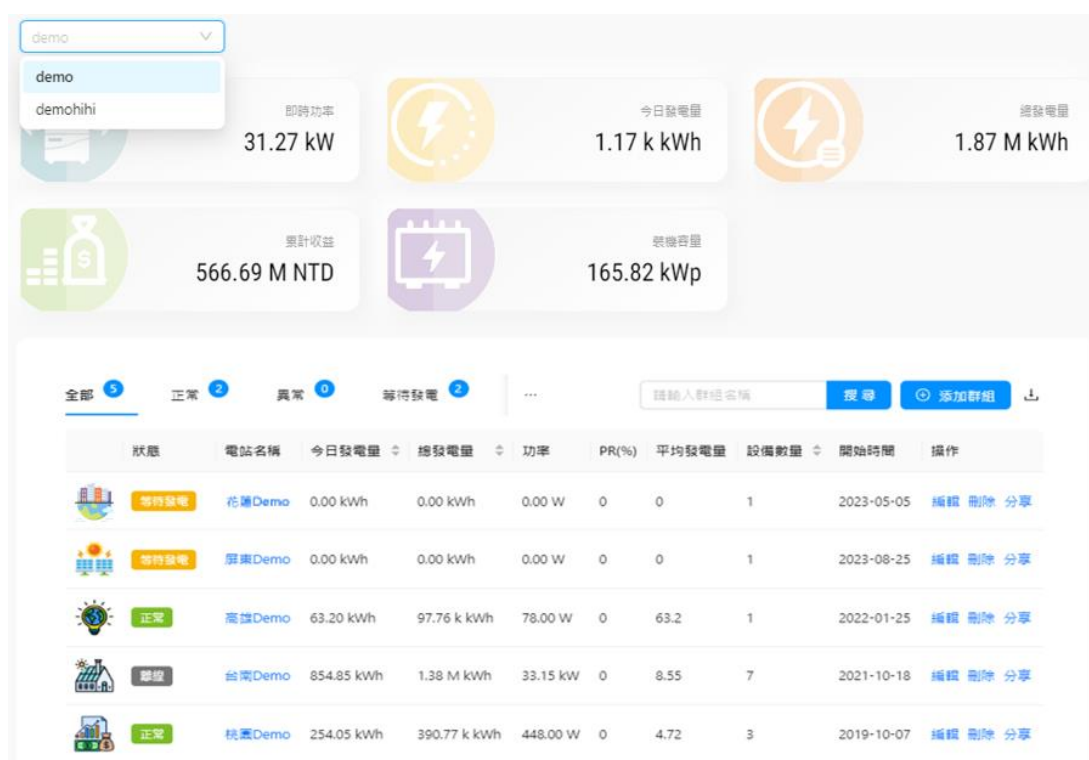 demo
demo
demohihi
即時功率
31.27 kW
今日發電量
1.17 k kWh
總發電量
1.87 M kWh
累計收益
566.69 M NTD
裝機容量
165.82 kWp
全部 5 正常 2 異常 0 等待發電 2 ... 請輸入群組名稱 搜尋 添加群組
狀態 電站名稱 今日發電量 總發電量 功率 PR(%) 平均發電量 設備數量 開始時間 操作
等待發電 花蓮Demo 0.00 kWh 0.00 kWh 0.00 W 0 0 1 2023-05-05 編輯 刪除 分享
等待發電 屏東Demo 0.00 kWh 0.00 kWh 0.00 W 0 0 1 2023-08-25 編輯 刪除 分享
正常 高雄Demo 63.20 kWh 97.76 k kWh 78.00 W 0 63.2 1 2022-01-25 編輯 刪除 分享
離線 台南Demo 854.85 kWh 1.38 M kWh 33.15 kW 0 8.55 7 2021-10-18 編輯 刪除 分享
正常 桃園Demo 254.05 kWh 390.77 k kWh 448.00 W 0 4.72 3 2019-10-07 編輯 刪除 分享